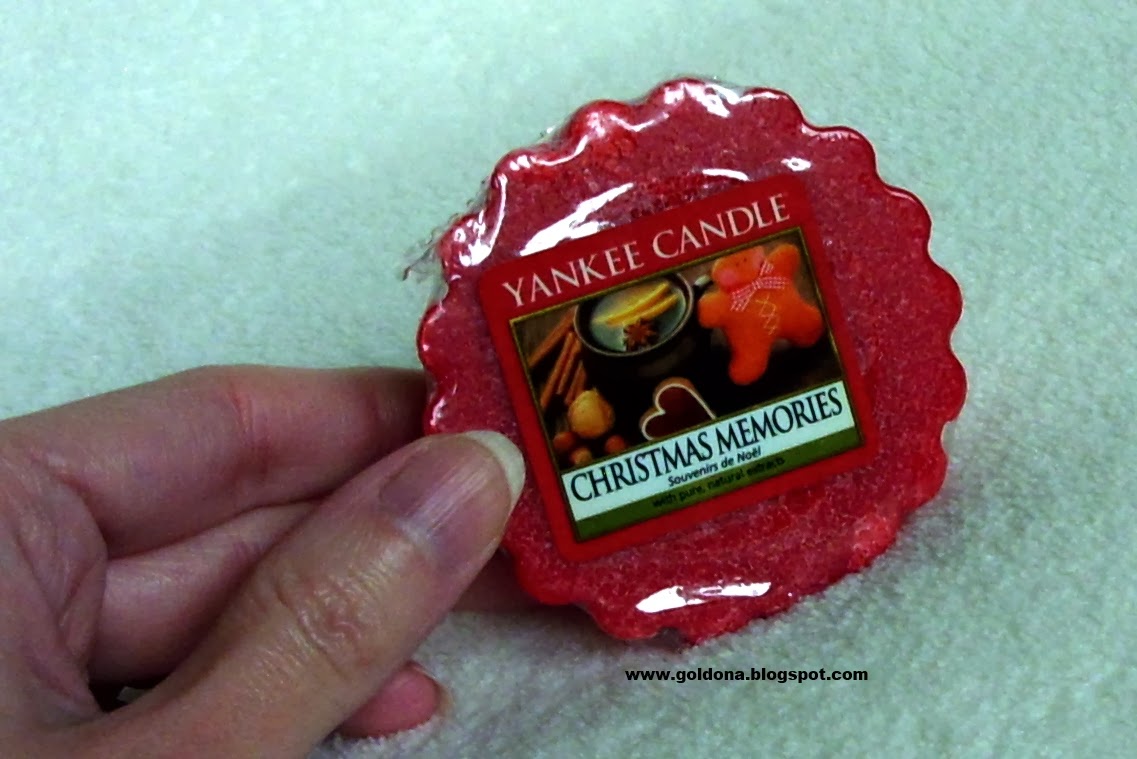 YANKEE CANDLE
CHRISTMAS MEMORIES
Souvenirs de Noël
with pure, natural extracts
www.goldona.blogspot.com